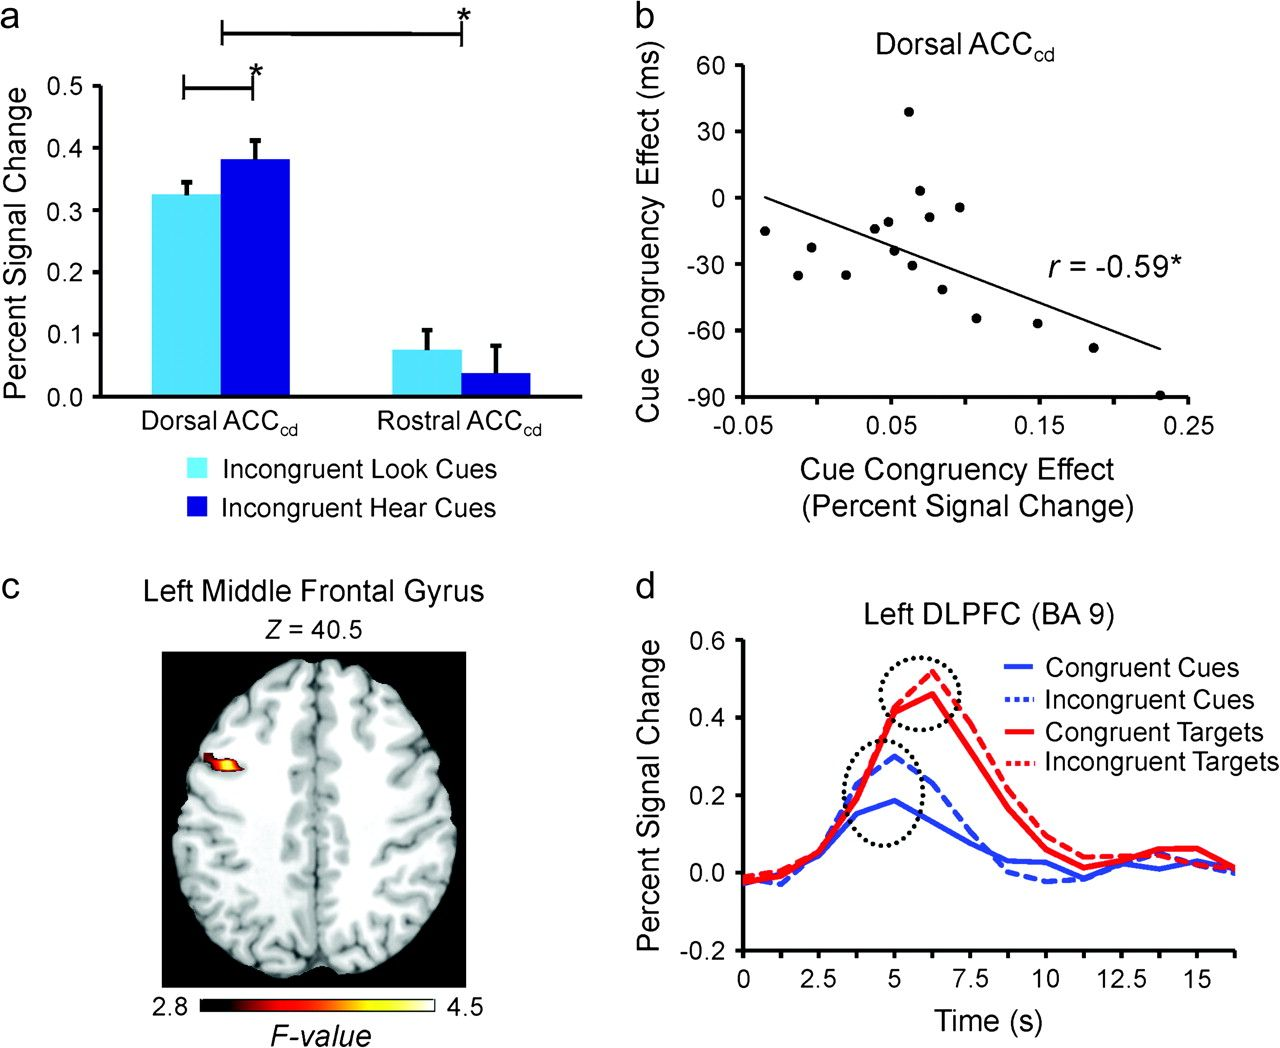 a
*
*
Percent Signal Change
0.5
0.4
0.3
0.2
0.1
0.0
Dorsal ACCcd
Rostral ACCcd
Incongruent Look Cues
Incongruent Hear Cues
b
Dorsal ACCcd
Cue Congruency Effect (ms)
60
30
0
-30
-60
-90
r = -0.59*
-0.05
0.05
0.15
0.25
Cue Congruency Effect
(Percent Signal Change)
c
Left Middle Frontal Gyrus
Z = 40.5
2.8
4.5
F-value
d
Left DLPFC (BA 9)
Percent Signal Change
0.6
0.4
0.2
0.0
-0.2
Congruent Cues
Incongruent Cues
Congruent Targets
Incongruent Targets
0
2.5
5
7.5
10
12.5
15
Time (s)